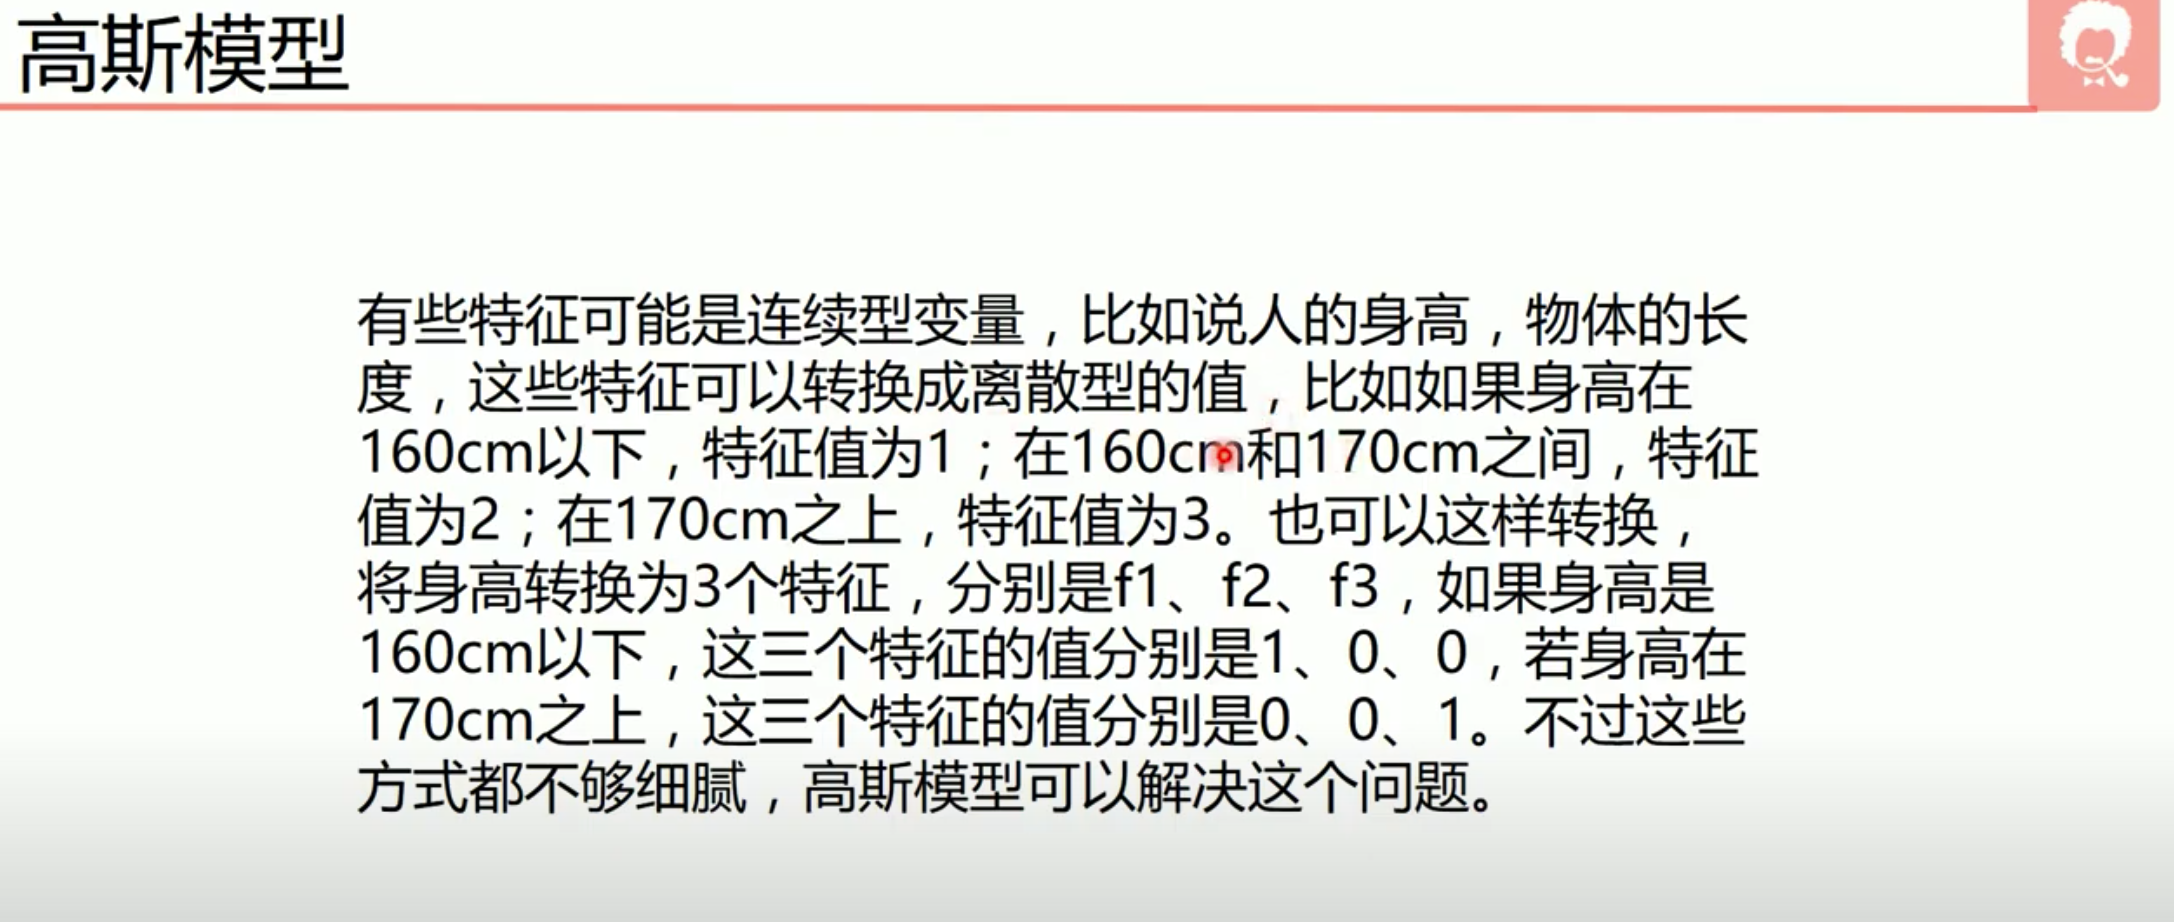 高斯模型
有些特征可能是连续型变量，比如说人的身高，物体的长
度，这些特征可以转换成离散型的值，比如如果身高在
160cm以下，特征值为1；在160cm和170cm之间，特征
值为2；在170cm之上，特征值为3。也可以这样转换，
将身高转换为3个特征，分别是f1、f2、f3，如果身高是
160cm以下，这三个特征的值分别是1、0、0，若身高在
170cm之上，这三个特征的值分别是0、0、1。不过这些
方式都不够细腻，高斯模型可以解决这个问题。